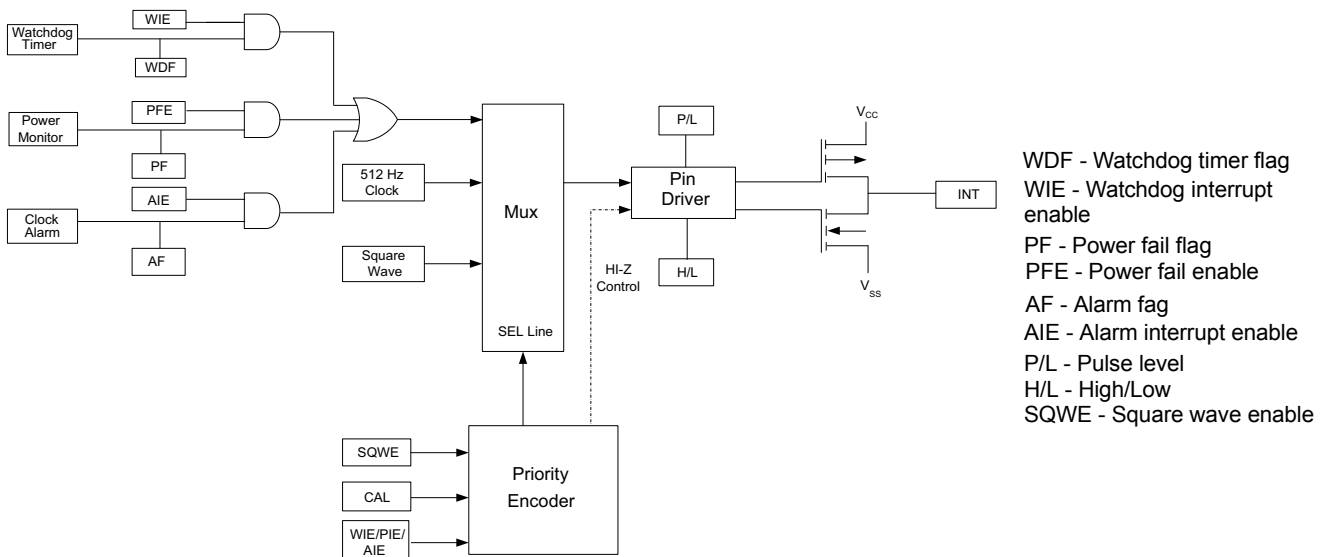 WIE
Watchdog
Timer
WDF
PFE
Power
Monitor
PF
AIE
Clock
Alarm
AF
512 Hz
Clock
Square
Wave
Mux
SEL Line
P/L
Pin
Driver
H/L
HI-Z
Control
VCC
INT
VSS
SQWE
CAL
WIE/PIE/
AIE
Priority
Encoder
WDF - Watchdog timer flag
WIE - Watchdog interrupt
enable
PF - Power fail flag
PFE - Power fail enable
AF - Alarm fag
AIE - Alarm interrupt enable
P/L - Pulse level
H/L - High/Low
SQWE - Square wave enable